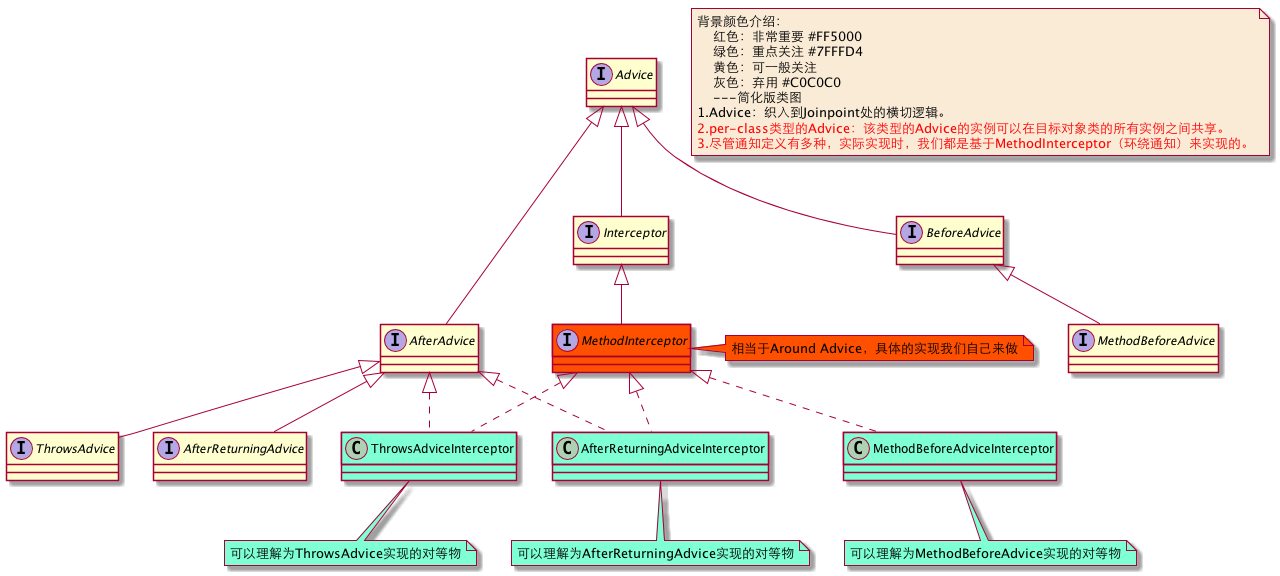 背景颜色介绍：
红色：非常重要 #FF5000
绿色：重点关注 #7FFFD4
黄色：可一般关注
灰色：弃用 #C0C0C0
---简化版类图
1.Advice：织入到Joinpoint处的横切逻辑。
2.per-class类型的Advice：该类型的Advice的实例可以在目标对象类的所有实例之间共享。
3.尽管通知定义有多种，实际实现时，我们都是基于MethodInterceptor（环绕通知）来实现的。
I Advice
I Interceptor
I BeforeAdvice
I AfterAdvice
I MethodInterceptor
相当于Around Advice，具体的实现我们自己来做
I MethodBeforeAdvice
I ThrowsAdvice
I AfterReturningAdvice
C ThrowsAdviceInterceptor
C AfterReturningAdviceInterceptor
C MethodBeforeAdviceInterceptor
可以理解为ThrowsAdvice实现的对等物
可以理解为AfterReturningAdvice实现的对等物
可以理解为MethodBeforeAdvice实现的对等物